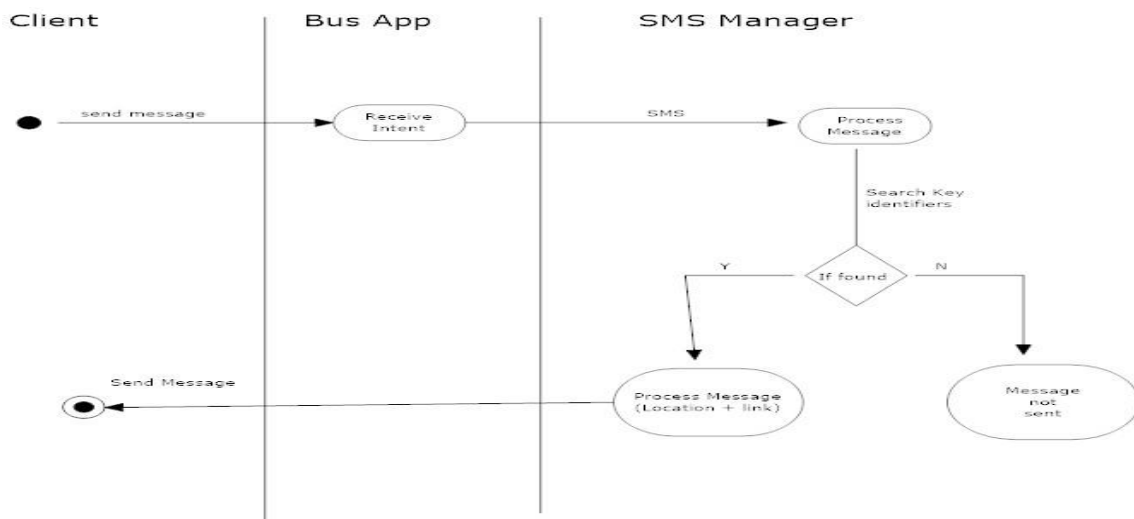 Client
Bus App
SMS Manager
send message
Receive
Intent
SMS
Process
Message
Search Key
identifiers
Y
If found
N
Send Message
Process Message
(Location + link)
Message
not
sent